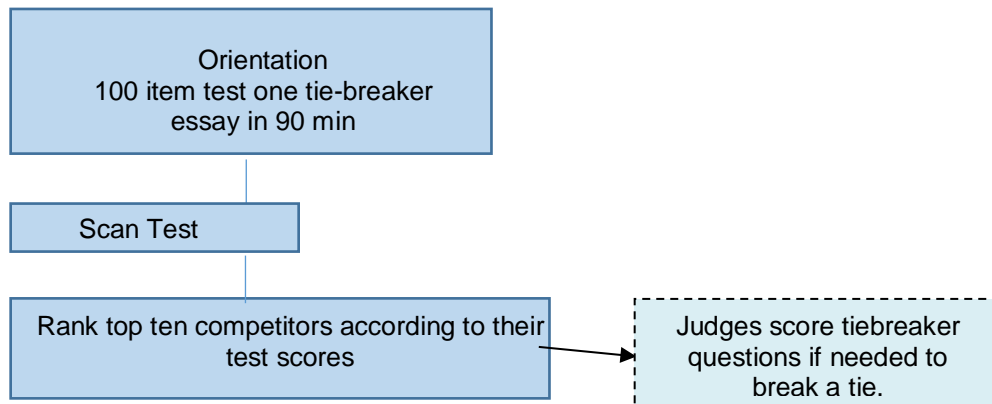 Orientation
100 item test one tie-breaker
essay in 90 min
Scan Test
Rank top ten competitors according to their
test scores
Judges score tiebreaker
questions if needed to
break a tie.